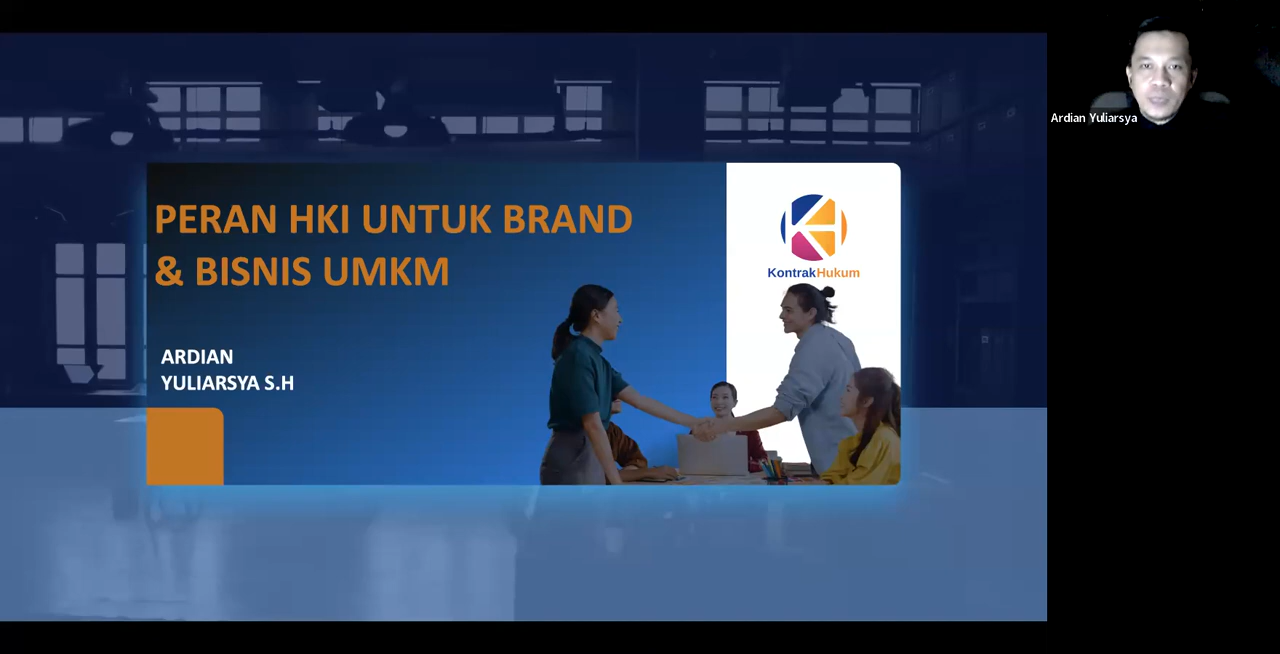 PERAN HKI UNTUK BRAND
& BISNIS UMKM
ARDIAN
YULIARSYA S.H
KontrakHukum
Ardian Yuliarsya